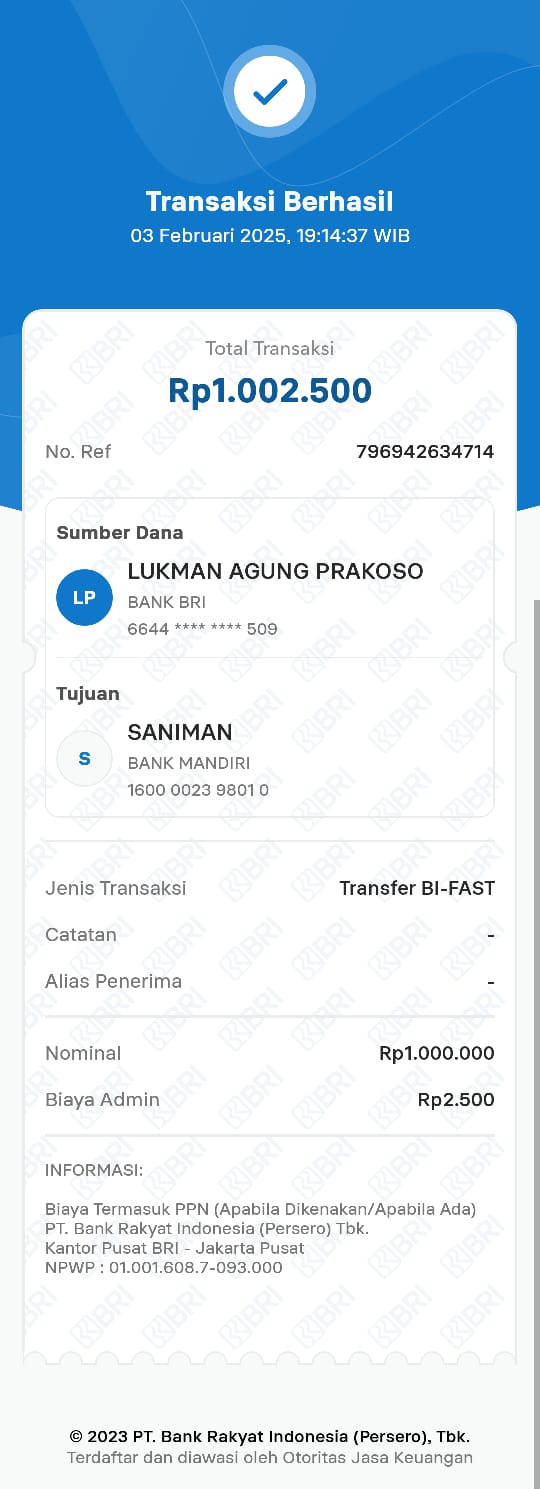 Transaksi Berhasil
03 Februari 2025, 19:14:37 WIB
Total Transaksi
Rp1.002.500
No. Ref 796942634714
Sumber Dana
LP
LUKMAN AGUNG PRAKOSO
BANK BRI
6644 **** **** 509
Tujuan
S
SANIMAN
BANK MANDIRI
1600 0023 9801 0
Jenis Transaksi Transfer BI-FAST
Catatan -
Alias Penerima -
Nominal Rp1.000.000
Biaya Admin Rp2.500
INFORMASI:
Biaya Termasuk PPN (Apabila Dikenakan/Apabila Ada)
PT. Bank Rakyat Indonesia (Persero) Tbk.
Kantor Pusat BRI - Jakarta Pusat
NPWP : 01.001.608.7-093.000
© 2023 PT. Bank Rakyat Indonesia (Persero), Tbk.
Terdaftar dan diawasi oleh Otoritas Jasa Keuangan